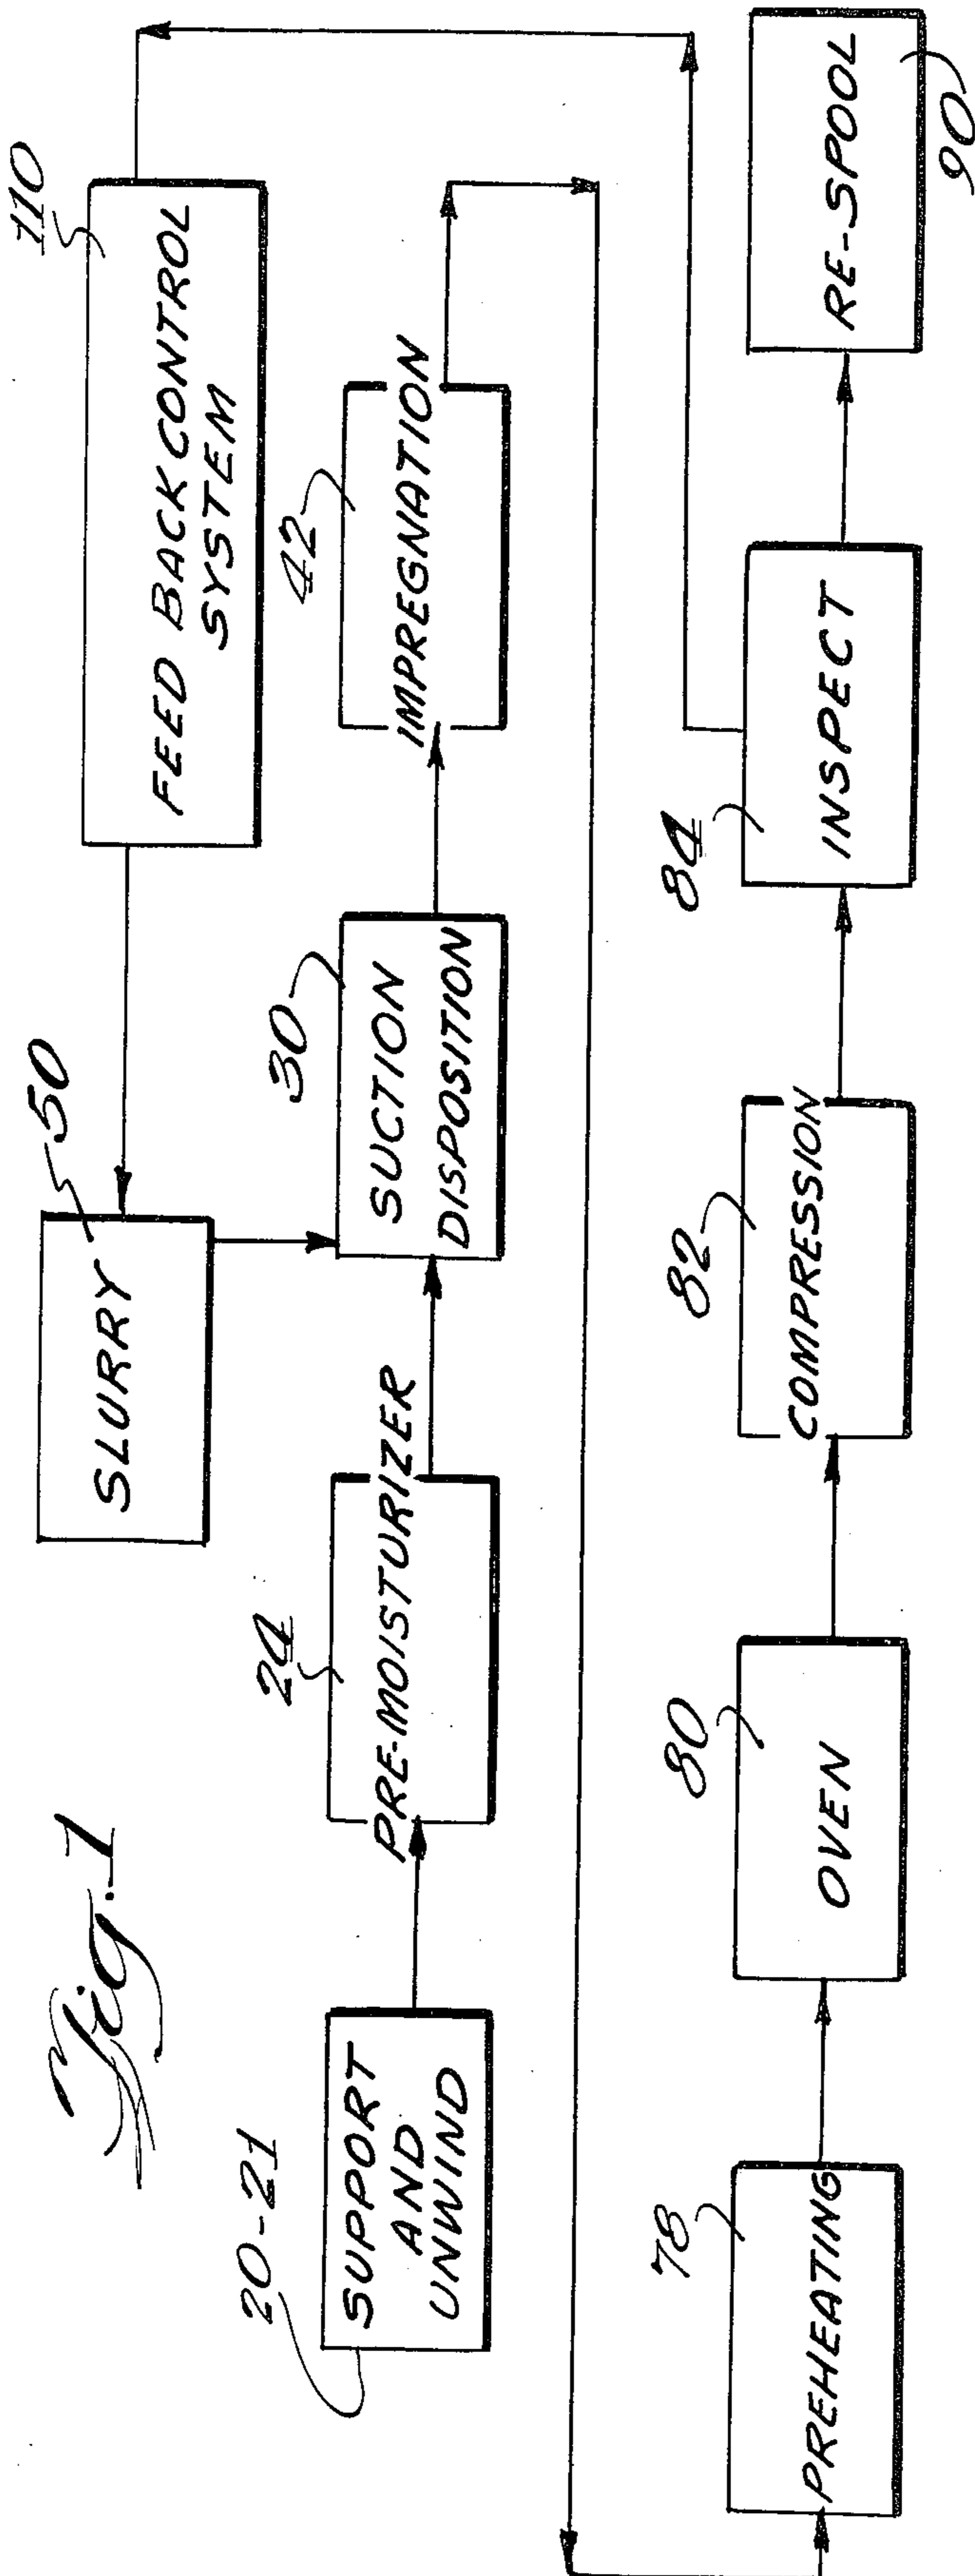 Fig. 1
110
FEED BACK CONTROL
SYSTEM
50
SLURRY
20-21
SUPPORT
AND
UNWIND
24
PRE-MOISTURIZER
30
SUCTION
DISPOSITION
42
IMPREGNATION
78
PREHEATING
80
OVEN
82
COMPRESSION
84
INSPECT
RE-SPOOL
90